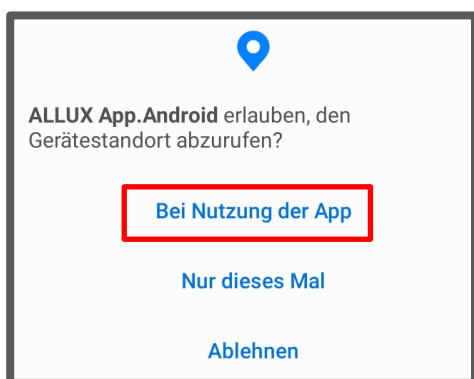 ALLUX App.Android erlauben, den
Gerätestandort abzurufen?
Bei Nutzung der App
Nur dieses Mal
Ablehnen